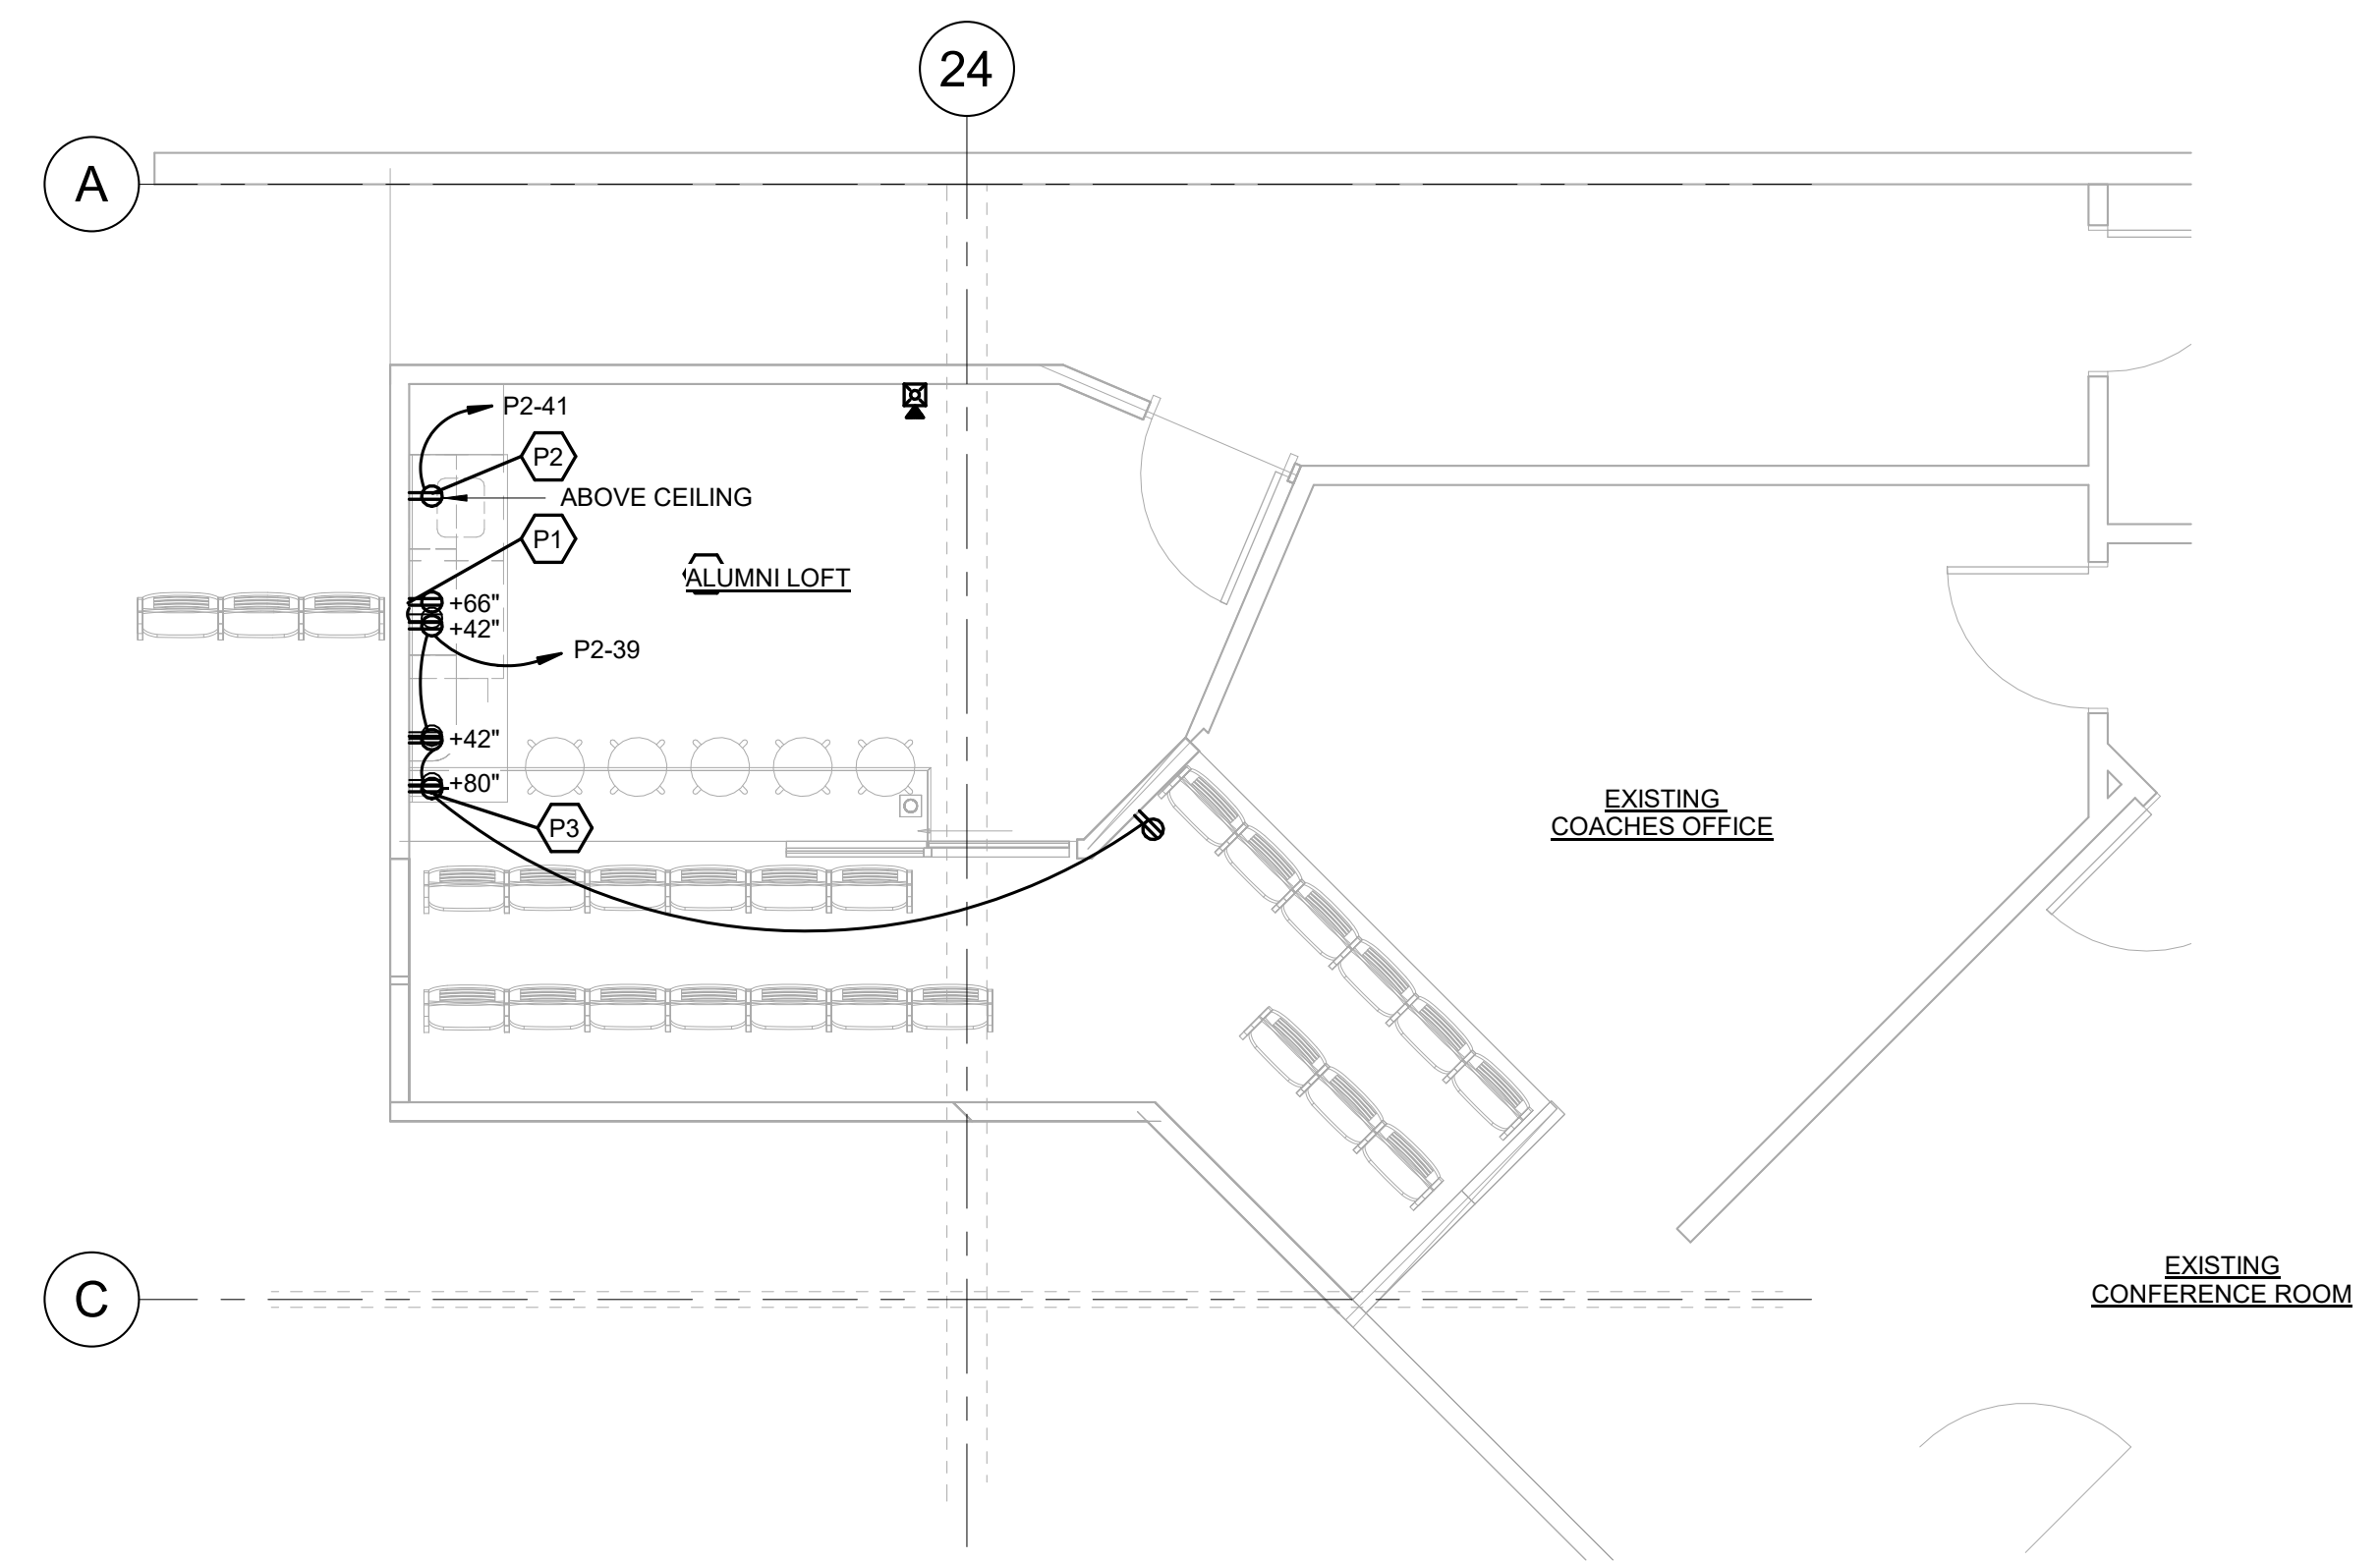 24
A
P2-41
P2
ABOVE CEILING
P1
ALUMNI LOFT
+66"
+42"
P2-39
+42"
+80"
P3
EXISTING
COACHES OFFICE
C
EXISTING
CONFERENCE ROOM